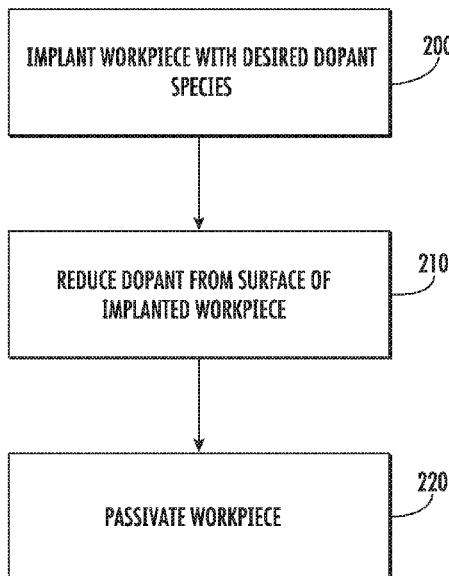 IMPLANT WORKPIECE WITH DESIRED DOPANT
SPECIES
200
REDUCE DOPANT FROM SURFACE OF
IMPLANTED WORKPIECE
210
PASSIVATE WORKPIECE
220